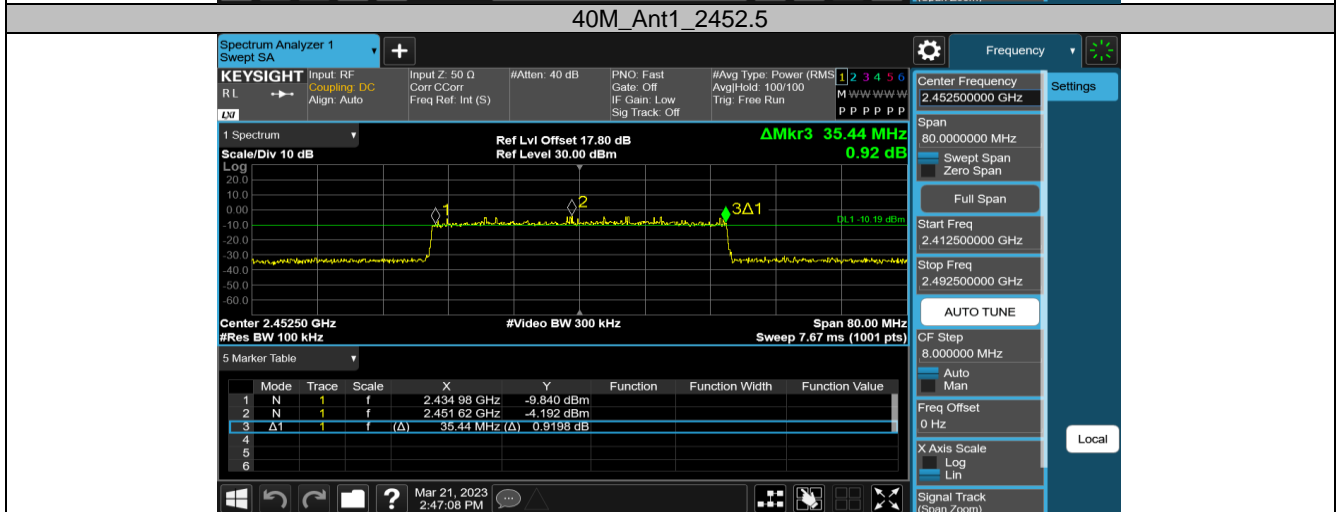 (Span Zoom)
40M_Ant1_2452.5
Spectrum Analyzer 1
Swept SA
+
Frequency
KEYSIGHT
RL
LXI
Input: RF
Coupling: DC
Align: Auto
Input Z: 50 Ω
Corr CCorr
Freq Ref: Int (S)
#Atten: 40 dB
PNO: Fast
Gate: Off
IF Gain: Low
Sig Track: Off
#Avg Type: Power (RMS
Avg|Hold: 100/100
Trig: Free Run
1 2 3 4 5 6
M W W W W W
P P P P P P
Center Frequency
2.452500000 GHz
Settings
1 Spectrum
Scale/Div 10 dB
Ref Lvl Offset 17.80 dB
Ref Level 30.00 dBm
ΔMkr3 35.44 MHz
0.92 dB
Log
20.0
10.0
0.00
-10.0
-20.0
-30.0
-40.0
-50.0
-60.0
1
2
3Δ1
DL1 -10.19 dBm
Center 2.45250 GHz
#Res BW 100 kHz
#Video BW 300 kHz
Span 80.00 MHz
Sweep 7.67 ms (1001 pts)
Span
80.0000000 MHz
Swept Span
Zero Span
Full Span
Start Freq
2.412500000 GHz
Stop Freq
2.492500000 GHz
AUTO TUNE
CF Step
8.000000 MHz
Auto
Man
Freq Offset
0 Hz
X Axis Scale
Log
Lin
Signal Track
(Span Zoom)
Local
5 Marker Table
Mode Trace Scale X Y Function Function Width Function Value
1 N 1 f 2.434 98 GHz -9.840 dBm
2 N 1 f 2.451 62 GHz -4.192 dBm
3 Δ1 1 f (Δ) 35.44 MHz (Δ) 0.9198 dB
4
5
6
?
Mar 21, 2023
2:47:08 PM